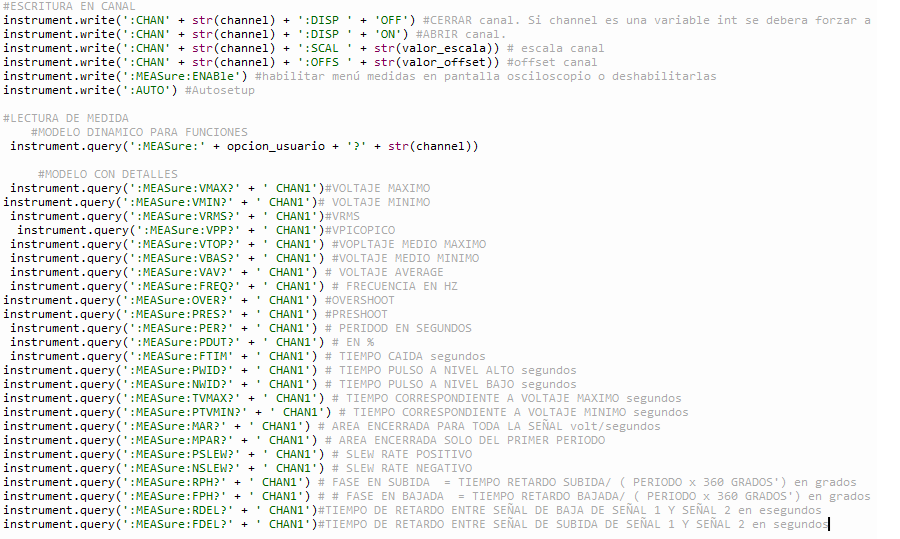 #ESCRITURA EN CANAL
instrument.write(':CHAN' + str(channel) + ':DISP ' + 'OFF') #CERRAR canal. Si channel es una variable int se debera forzar a
instrument.write(':CHAN' + str(channel) + ':DISP ' + 'ON') #ABRIR canal.
instrument.write(':CHAN' + str(channel) + ':SCAL ' + str(valor_escala)) # escala canal
instrument.write(':CHAN' + str(channel) + ':OFFS ' + str(valor_offset)) #offset canal
instrument.write(':MEASure:ENABle') #habilitar menú medidas en pantalla osciloscopio o deshabilitarlas
instrument.write(':AUTO') #Autosetup
#LECTURA DE MEDIDA
#MODELO DINAMICO PARA FUNCIONES
instrument.query(':MEASure:' + opcion_usuario + '?' + str(channel))
#MODELO CON DETALLES
instrument.query(':MEASure:VMAX?' + ' CHAN1')#VOLTAJE MAXIMO
instrument.query(':MEASure:VMIN?' + ' CHAN1')# VOLTAJE MINIMO
instrument.query(':MEASure:VRMS?' + ' CHAN1')#VRMS
instrument.query(':MEASure:VPP?' + ' CHAN1')#VPICOPICO
instrument.query(':MEASure:VTOP?' + ' CHAN1') #VOPLTAJE MEDIO MAXIMO
instrument.query(':MEASure:VBAS?' + ' CHAN1') #VOLTAJE MEDIO MINIMO
instrument.query(':MEASure:VAV?' + ' CHAN1') # VOLTAJE AVERAGE
instrument.query(':MEASure:FREQ?' + ' CHAN1') # FRECUENCIA EN HZ
instrument.query(':MEASure:OVER?' + ' CHAN1') #OVERSHOOT
instrument.query(':MEASure:PRES?' + ' CHAN1') #PRESHOOT
instrument.query(':MEASure:PER?' + ' CHAN1') # PERIDOD EN SEGUNDOS
instrument.query(':MEASure:PDUT?' + ' CHAN1') # EN %
instrument.query(':MEASure:FTIM' + ' CHAN1') # TIEMPO CAIDA segundos
instrument.query(':MEASure:PWID?' + ' CHAN1') # TIEMPO PULSO A NIVEL ALTO segundos
instrument.query(':MEASure:NWID?' + ' CHAN1') # TIEMPO PULSO A NIVEL BAJO segundos
instrument.query(':MEASure:TVMAX?' + ' CHAN1') # TIEMPO CORRESPONDIENTE A VOLTAJE MAXIMO segundos
instrument.query(':MEASure:PTVMIN?' + ' CHAN1') # TIEMPO CORRESPONDIENTE A VOLTAJE MINIMO segundos
instrument.query(':MEASure:MAR?' + ' CHAN1') # AREA ENCERRADA PARA TODA LA SEÑAL volt/segundos
instrument.query(':MEASure:MPAR?' + ' CHAN1') # AREA ENCERRADA SOLO DEL PRIMER PERIODO
instrument.query(':MEASure:PSLEW?' + ' CHAN1') # SLEW RATE POSITIVO
instrument.query(':MEASure:NSLEW?' + ' CHAN1') # SLEW RATE NEGATIVO
instrument.query(':MEASure:RPH?' + ' CHAN1') # FASE EN SUBIDA  = TIEMPO RETARDO SUBIDA/ ( PERIODO x 360 GRADOS') en grados
instrument.query(':MEASure:FPH?' + ' CHAN1') # # FASE EN BAJADA  = TIEMPO RETARDO BAJADA/ ( PERIODO x 360 GRADOS') en grados
instrument.query(':MEASure:RDEL?' + ' CHAN1')#TIEMPO DE RETARDO ENTRE SEÑAL DE BAJA DE SEÑAL 1 Y SEÑAL 2 en esegundos
instrument.query(':MEASure:FDEL?' + ' CHAN1')#TIEMPO DE RETARDO ENTRE SEÑAL DE SUBIDA DE SEÑAL 1 Y SEÑAL 2 en segundos